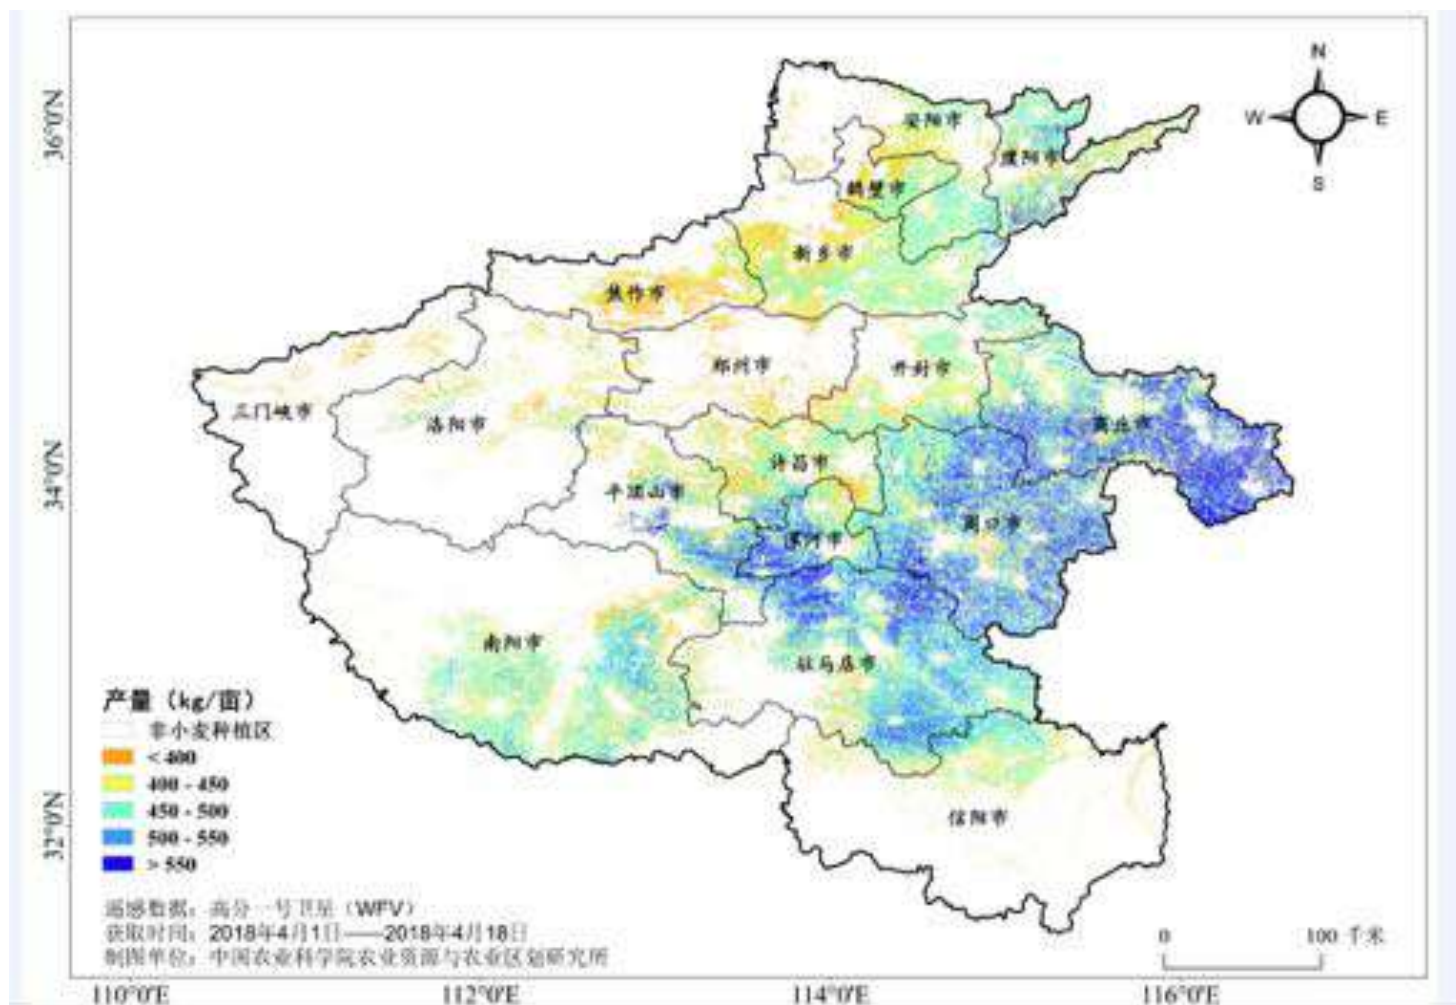 N
W
E
S
36°0'N
34°0'N
32°0'N
安阳市
濮阳市
鹤壁市
新乡市
焦作市
郑州市
开封市
三门峡市
洛阳市
商丘市
许昌市
平顶山市
周口市
漯河市
南阳市
驻马店市
信阳市
产量（kg/亩）
非小麦种植区
< 400
400 - 450
450 - 500
500 - 550
> 550
遥感数据：高分一号卫星（WFV）
获取时间：2018年4月1日——2018年4月18日
制图单位：中国农业科学院农业资源与农业区划研究所
0
100 千米
110°0'E
112°0'E
114°0'E
116°0'E